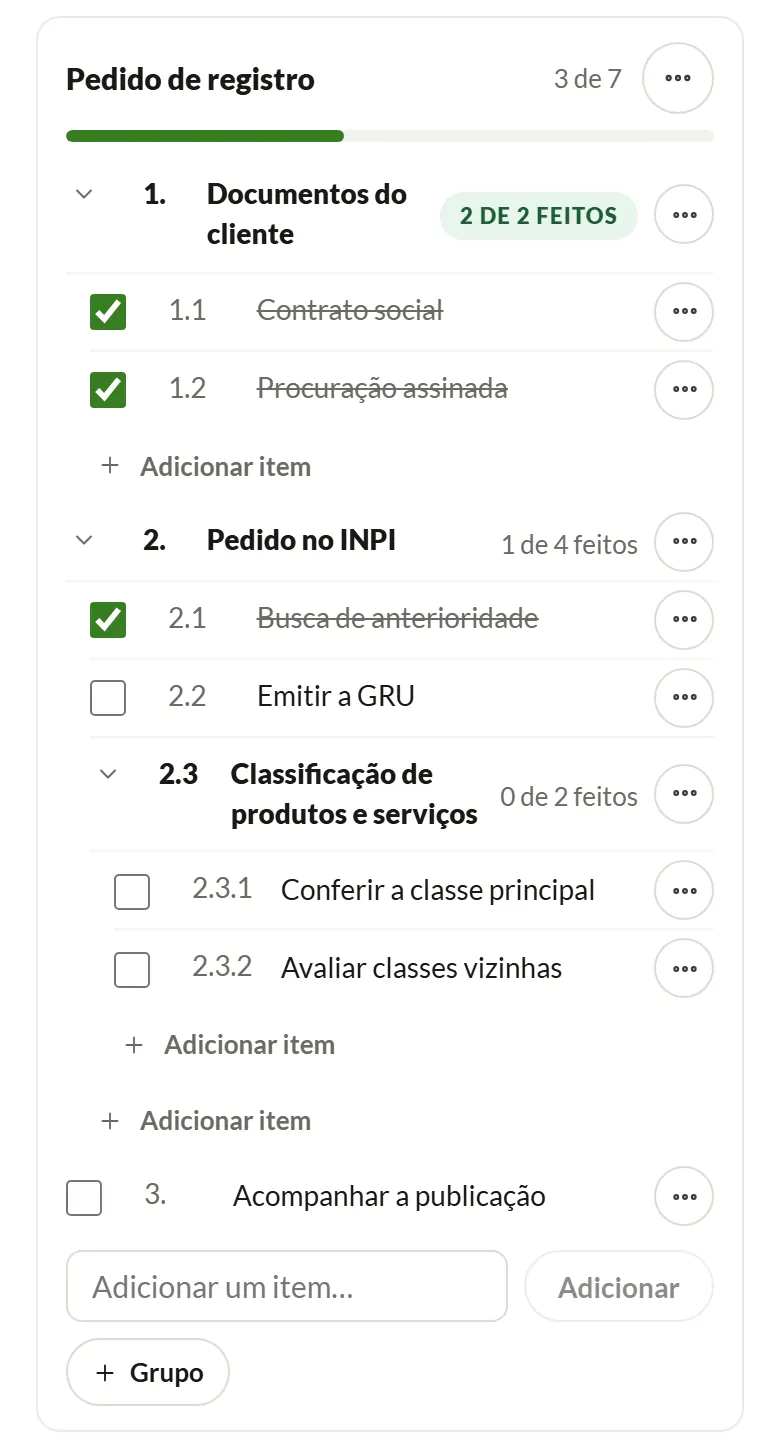 Pedido de registro 3 de 7
1. Documentos do
cliente
2 DE 2 FEITOS
1.1 Contrato social
1.2 Procuração assinada
+ Adicionar item
2. Pedido no INPI 1 de 4 feitos
2.1 Busca de anterioridade
2.2 Emitir a GRU
2.3 Classificação de
produtos e serviços
0 de 2 feitos
2.3.1 Conferir a classe principal
2.3.2 Avaliar classes vizinhas
+ Adicionar item
+ Adicionar item
3. Acompanhar a publicação
Adicionar um item... Adicionar
+ Grupo